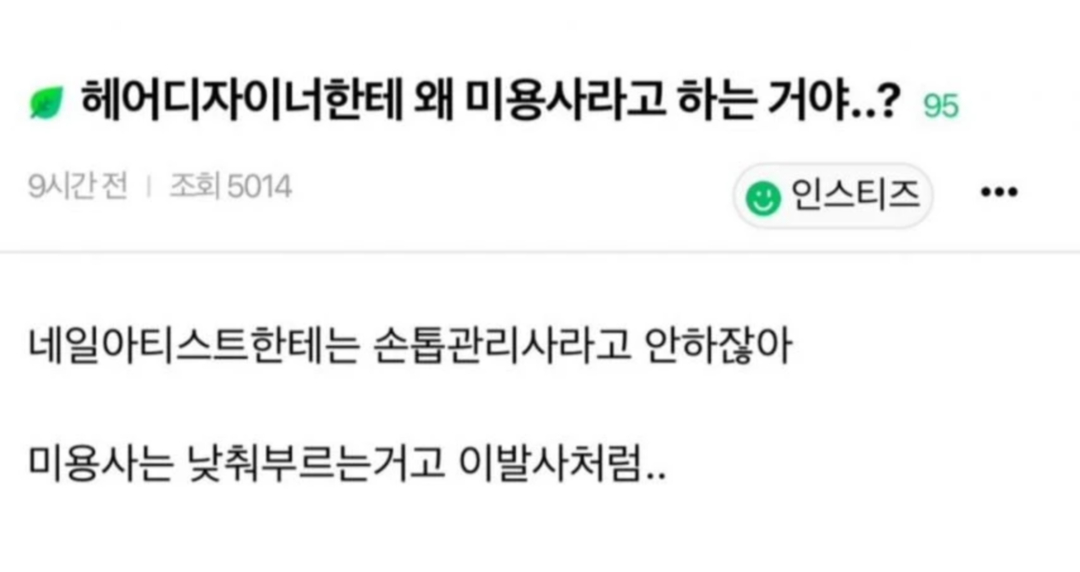 헤어디자이너한테 왜 미용사라고 하는 거야..? 95
9시간 전 | 조회 5014
인스티즈
네일아티스트한테는 손톱관리사라고 안하잖아
미용사는 낮춰부르는거고 이발사처럼..